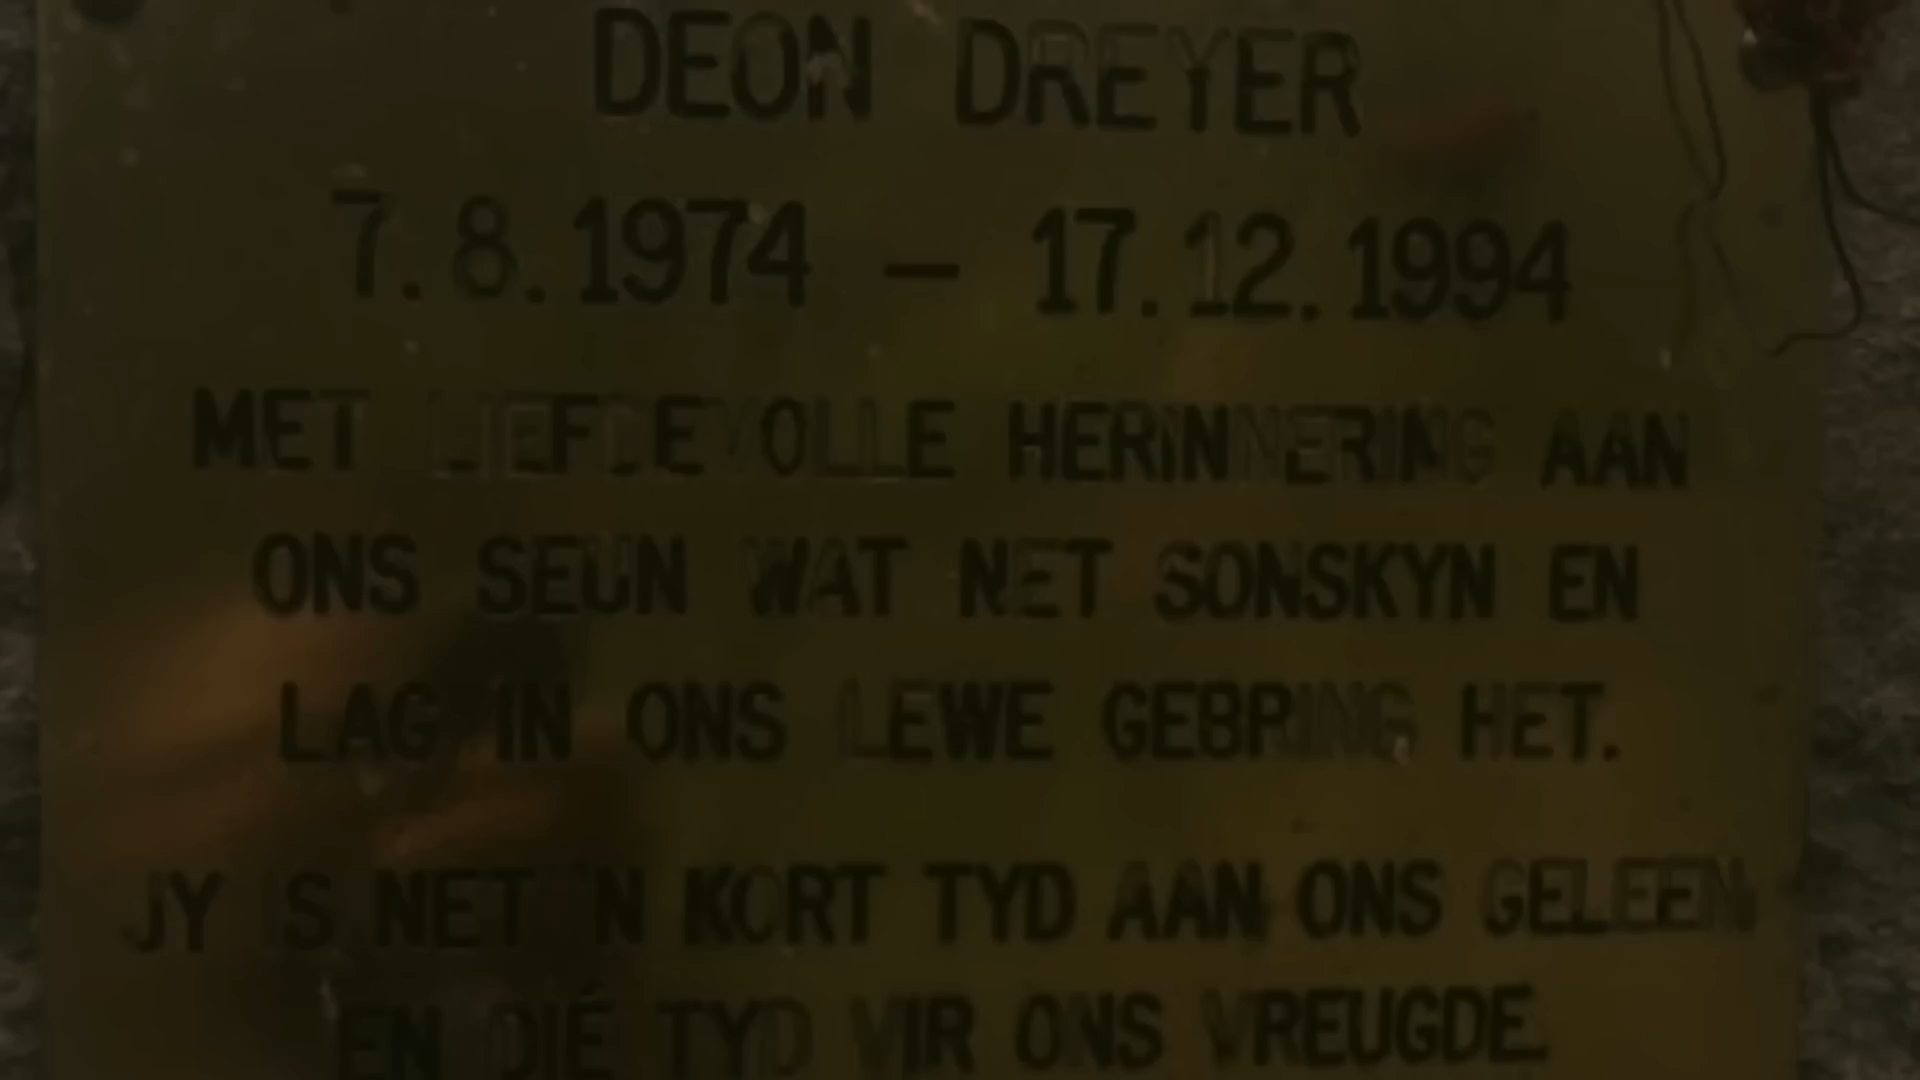 DEON DREYER
7.8.1974 – 17.12.1994
MET LIEFDEVOLLE HERINNERING AAN
ONS SEUN WAT NET SONSKYN EN
LAG IN ONS LEWE GEBRING HET.
JY IS NET 'N KORT TYD AAN ONS GELEEN
EN DIÉ TYD VIR ONS VREUGDE.